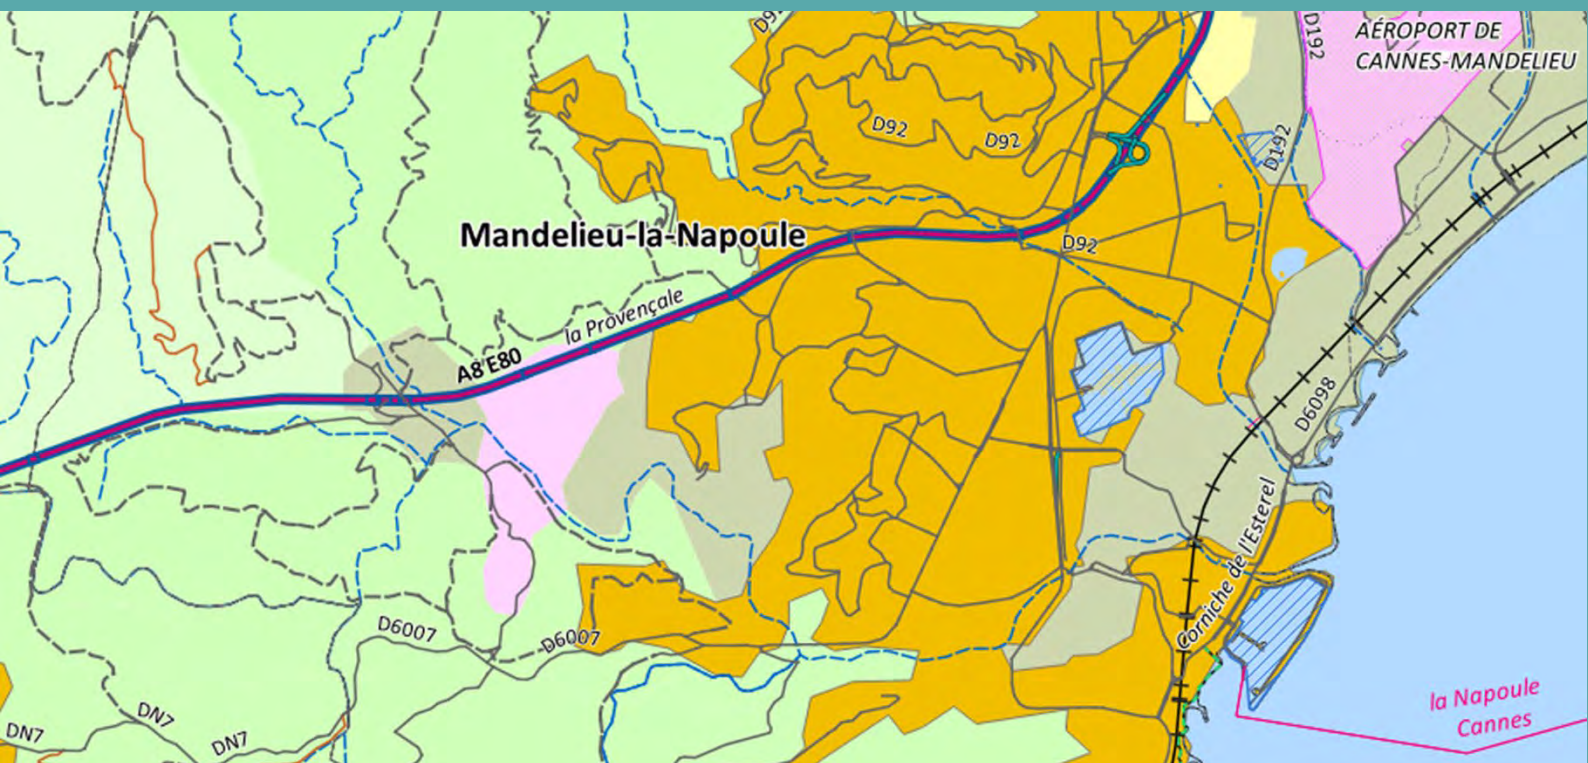 D92
D192
AÉROPORT DE
CANNES-MANDELIEU
D92
D92
D192
Mandelieu-la-Napoule
D92
la Provençale
A8 E80
D6098
Corniche de l'Esterel
D6007
D6007
la Napoule
Cannes
DN7
DN7
DN7